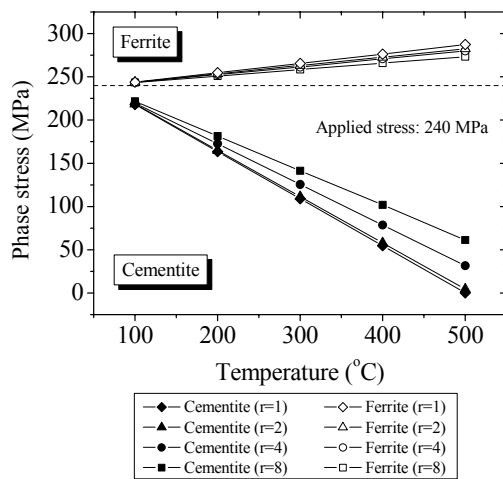 300
250
200
150
100
50
0
Phase stress (MPa)
Ferrite
Applied stress: 240 MPa
Cementite
100 200 300 400 500
Temperature (°C)
Cementite (r=1) Ferrite (r=1)
Cementite (r=2) Ferrite (r=2)
Cementite (r=4) Ferrite (r=4)
Cementite (r=8) Ferrite (r=8)